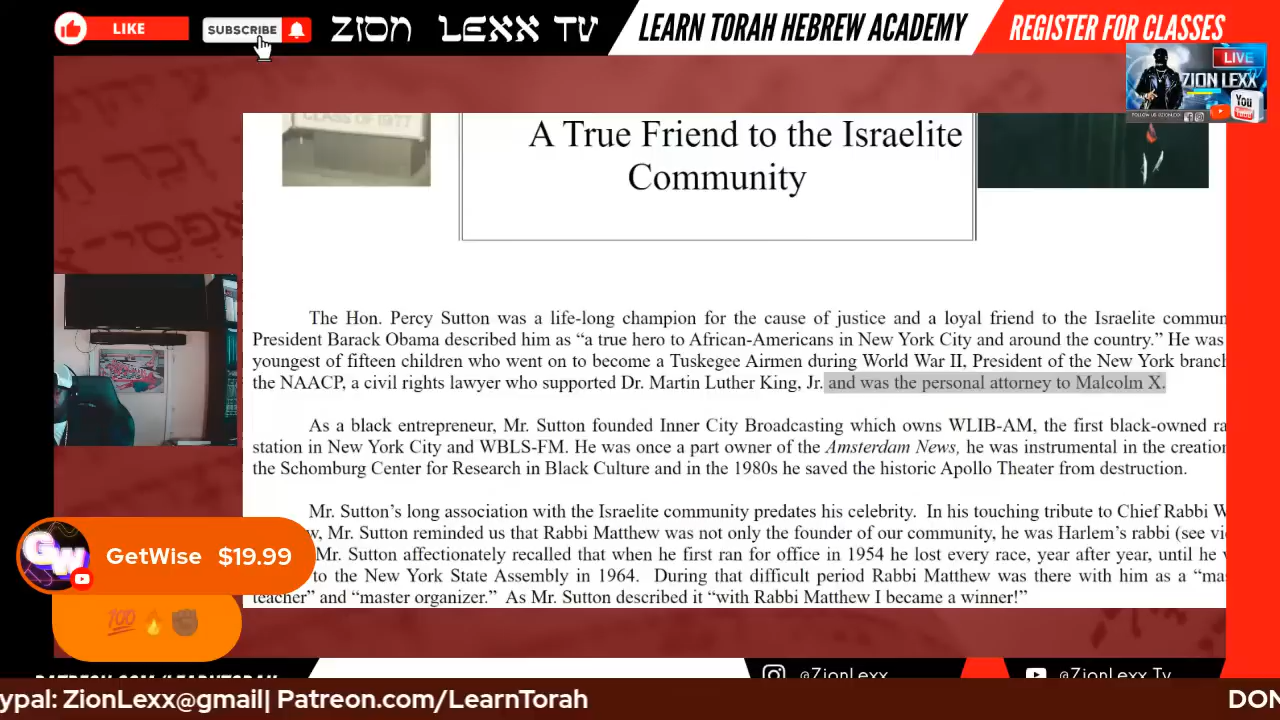 LIKE
SUBSCRIBE
ZION LEXX TV
LEARN TORAH HEBREW ACADEMY
REGISTER FOR CLASSES
LIVE
ZION LEXX
TV
You
CLASS OF 1977
A True Friend to the Israelite
Community
The Hon. Percy Sutton was a life-long champion for the cause of justice and a loyal friend to the Israelite commun
President Barack Obama described him as “a true hero to African-Americans in New York City and around the country.” He was
youngest of fifteen children who went on to become a Tuskegee Airmen during World War II, President of the New York branch
the NAACP, a civil rights lawyer who supported Dr. Martin Luther King, Jr. and was the personal attorney to Malcolm X.
As a black entrepreneur, Mr. Sutton founded Inner City Broadcasting which owns WLIB-AM, the first black-owned ra
station in New York City and WBLS-FM. He was once a part owner of the Amsterdam News, he was instrumental in the creation
the Schomburg Center for Research in Black Culture and in the 1980s he saved the historic Apollo Theater from destruction.
Mr. Sutton’s long association with the Israelite community predates his celebrity. In his touching tribute to Chief Rabbi W
w, Mr. Sutton reminded us that Rabbi Matthew was not only the founder of our community, he was Harlem’s rabbi (see vi
Mr. Sutton affectionately recalled that when he first ran for office in 1954 he lost every race, year after year, until he w
to the New York State Assembly in 1964. During that difficult period Rabbi Matthew was there with him as a “mas
teacher” and “master organizer.” As Mr. Sutton described it “with Rabbi Matthew I became a winner!”
GW
GetWise $19.99
💯 🔥 ✊🏾
PATREON.COM/LEARNTORAH
@ZionLexx
@ZionLexx Tv
ypal: ZionLexx@gmail| Patreon.com/LearnTorah
DON